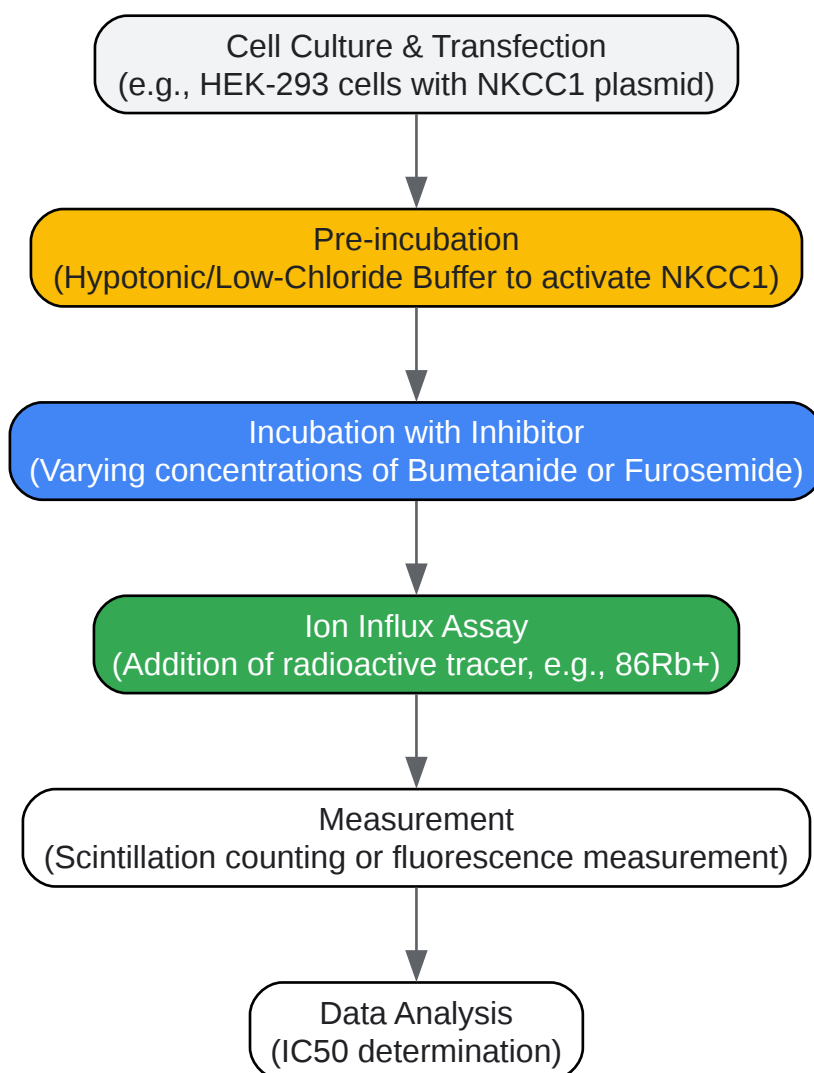 Cell Culture & Transfection
(e.g., HEK-293 cells with NKCC1 plasmid)
Pre-incubation
(Hypotonic/Low-Chloride Buffer to activate NKCC1)
Incubation with Inhibitor
(Varying concentrations of Bumetanide or Furosemide)
Ion Influx Assay
(Addition of radioactive tracer, e.g., 86Rb+)
Measurement
(Scintillation counting or fluorescence measurement)
Data Analysis
(IC50 determination)